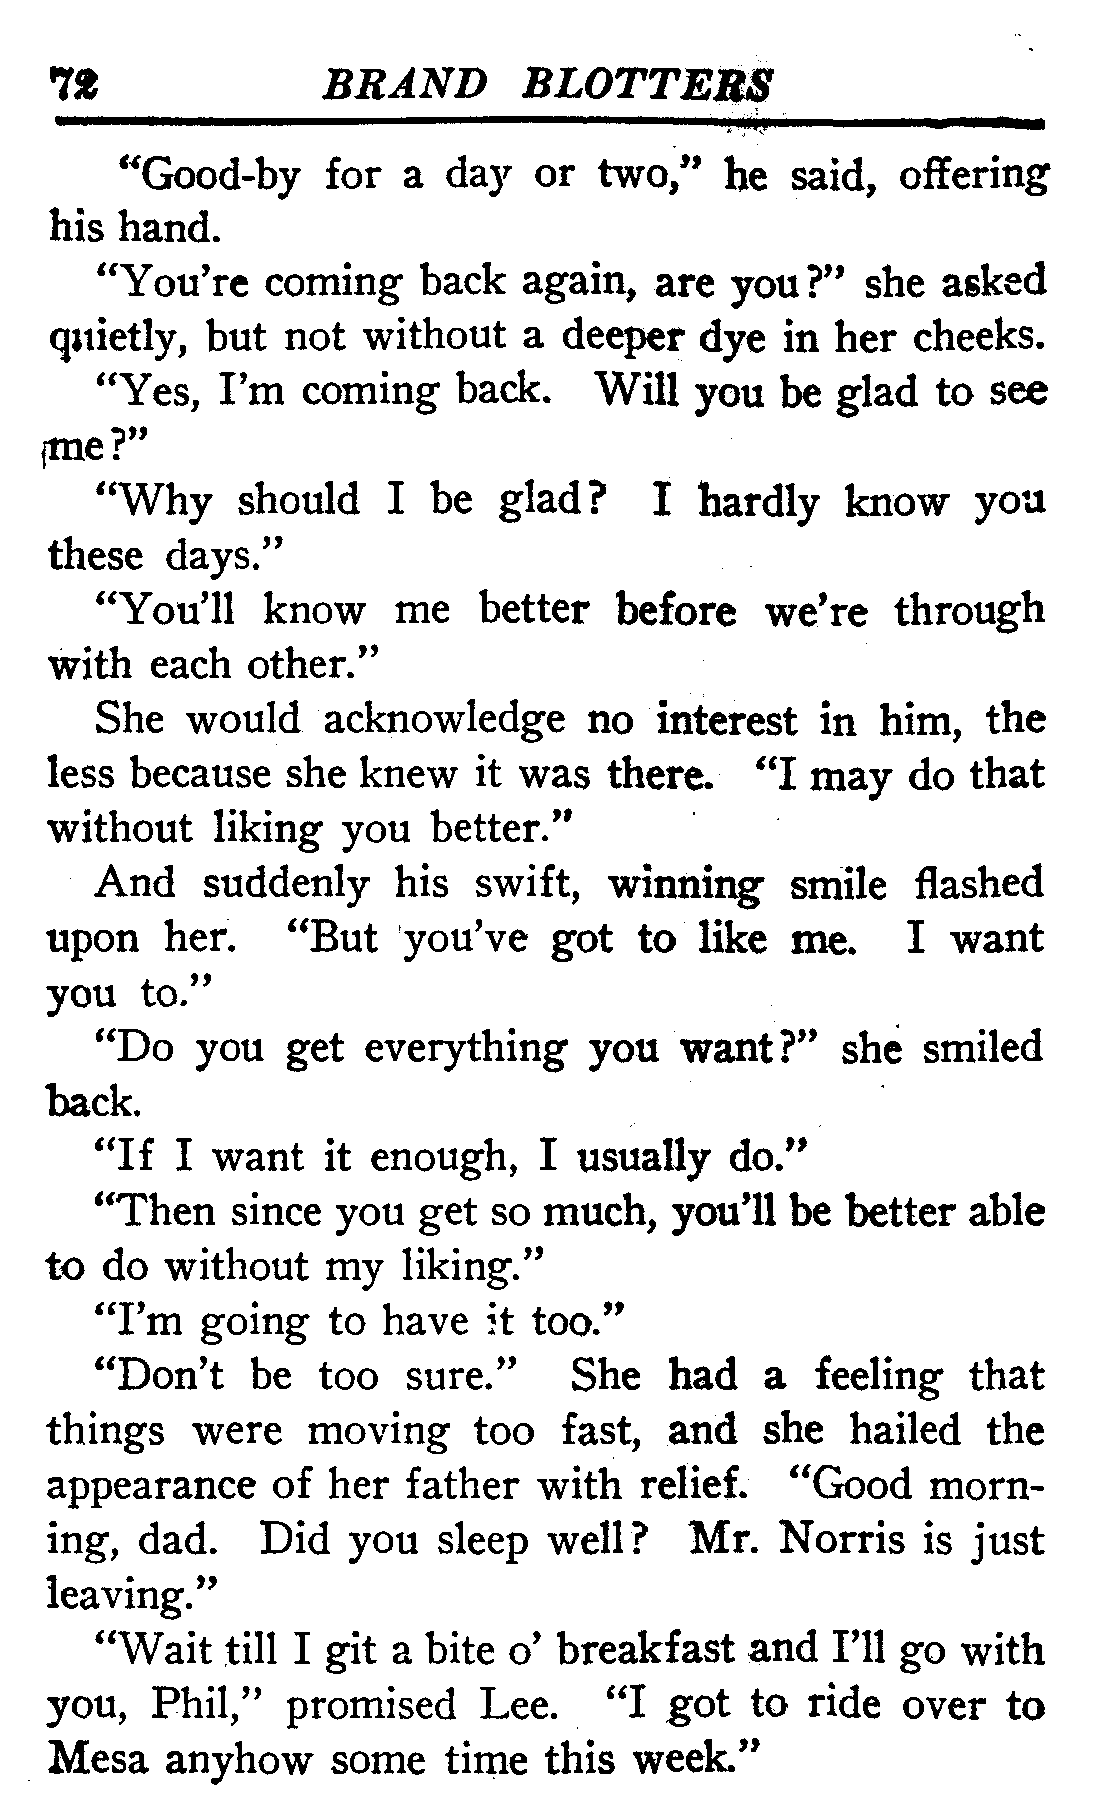 72 BRAND BLOTTERS
“Good-by for a day or two,” he said, offering
his hand.
“You’re coming back again, are you?” she asked
quietly, but not without a deeper dye in her cheeks.
“Yes, I’m coming back. Will you be glad to see
me?”
“Why should I be glad? I hardly know you
these days.”
“You’ll know me better before we’re through
with each other.”
She would acknowledge no interest in him, the
less because she knew it was there. “I may do that
without liking you better.”
And suddenly his swift, winning smile flashed
upon her. “But you’ve got to like me. I want
you to.”
“Do you get everything you want?” she smiled
back.
“If I want it enough, I usually do.”
“Then since you get so much, you’ll be better able
to do without my liking.”
“I’m going to have it too.”
“Don’t be too sure.” She had a feeling that
things were moving too fast, and she hailed the
appearance of her father with relief. “Good morn-
ing, dad. Did you sleep well? Mr. Norris is just
leaving.”
“Wait till I git a bite o’ breakfast and I’ll go with
you, Phil,” promised Lee. “I got to ride over to
Mesa anyhow some time this week.”